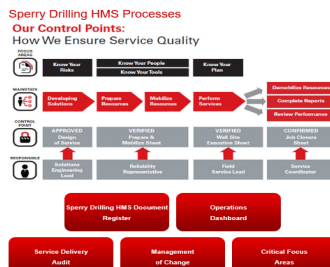 Sperry Drilling HMS Processes
Our Control Points:
How We Ensure Service Quality
FOCUS
AREAS
Know Your
Risks
Know Your People
Know Your Tools
Know Your
Plan
MAINSTAYS
Developing
Solutions
Prepare
Resources
Mobilize
Resources
Perform
Services
Demobilize Resources
Complete Reports
Review Performance
CONTROL
POINT
APPROVED
Design
of Service
VERIFIED
Prepare &
Mobilize Sheet
VERIFIED
Well Site
Execution Sheet
CONFIRMED
Job Closure
Sheet
RESPONSIBLE
Solutions
Engineering
Lead
Reliability
Representative
Field
Service Lead
Service
Coordinator
Sperry Drilling HMS Document
Register
Operations
Dashboard
Service Delivery
Audit
Management
of Change
Critical Focus
Areas